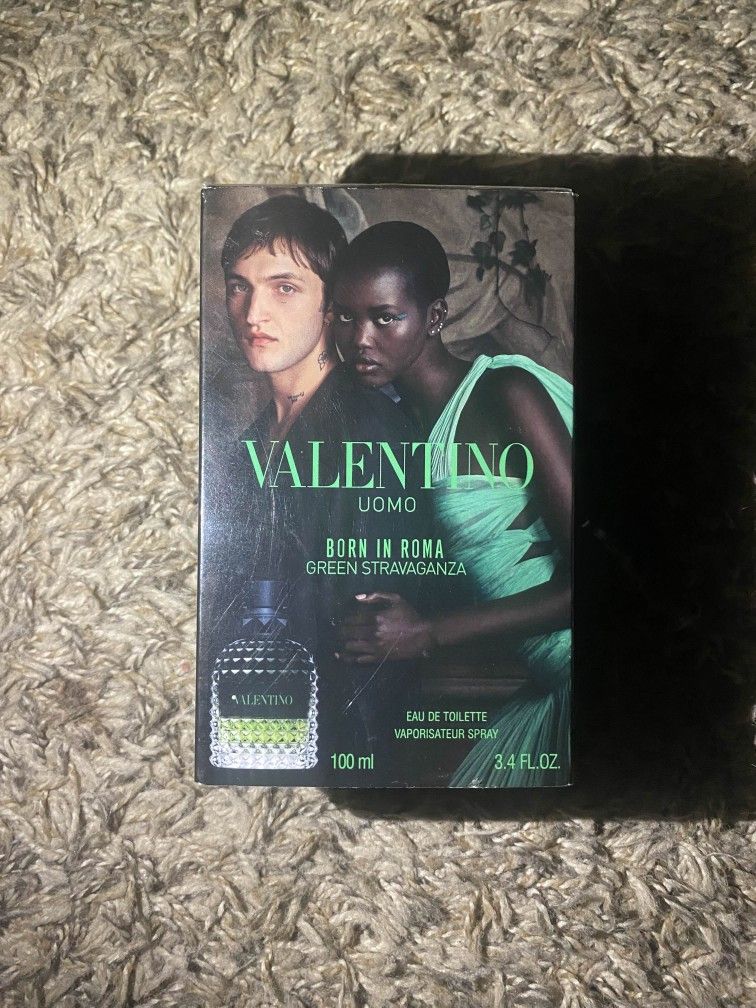 VALENTINO
UOMO
BORN IN ROMA
GREEN STRAVAGANZA
VALENTINO
EAU DE TOILETTE
VAPORISATEUR SPRAY
100 ml 3.4 FL.OZ.